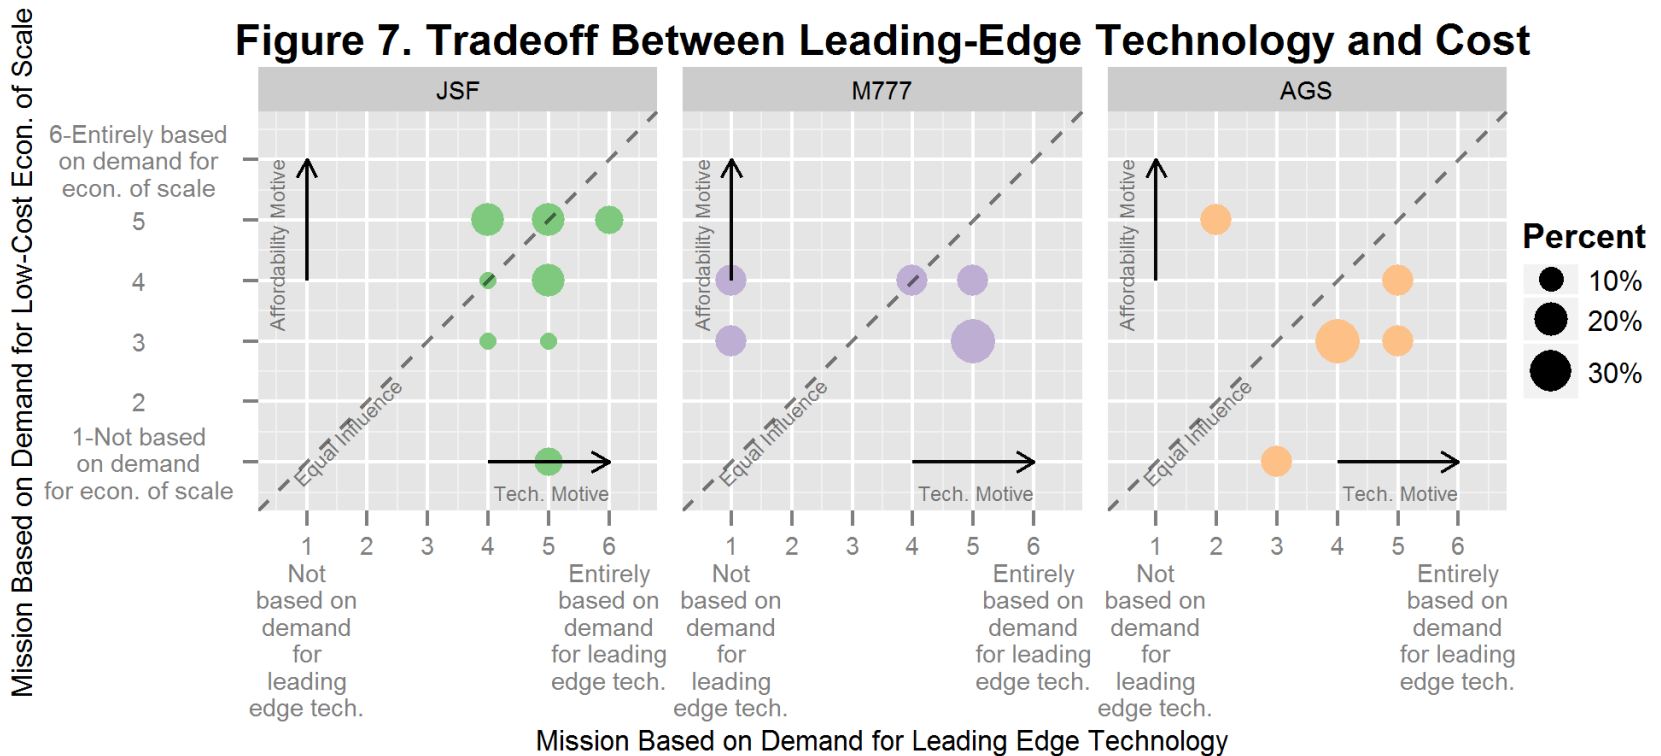 Figure 7. Tradeoff Between Leading-Edge Technology and Cost
Mission Based on Demand for Low-Cost Econ. of Scale
JSF
M777
AGS
6-Entirely based
on demand for
econ. of scale
5
4
3
2
1-Not based
on demand
for econ. of scale
Affordability Motive
Equal Influence
Tech. Motive
Affordability Motive
Equal Influence
Tech. Motive
Affordability Motive
Equal Influence
Tech. Motive
1 2 3 4 5 6
Not
based on
demand
for
leading
edge tech.
Entirely
based on
demand
for leading
edge tech.
1 2 3 4 5 6
Not
based on
demand
for
leading
edge tech.
Entirely
based on
demand
for leading
edge tech.
1 2 3 4 5 6
Not
based on
demand
for
leading
edge tech.
Entirely
based on
demand
for leading
edge tech.
Mission Based on Demand for Leading Edge Technology
Percent
10%
20%
30%